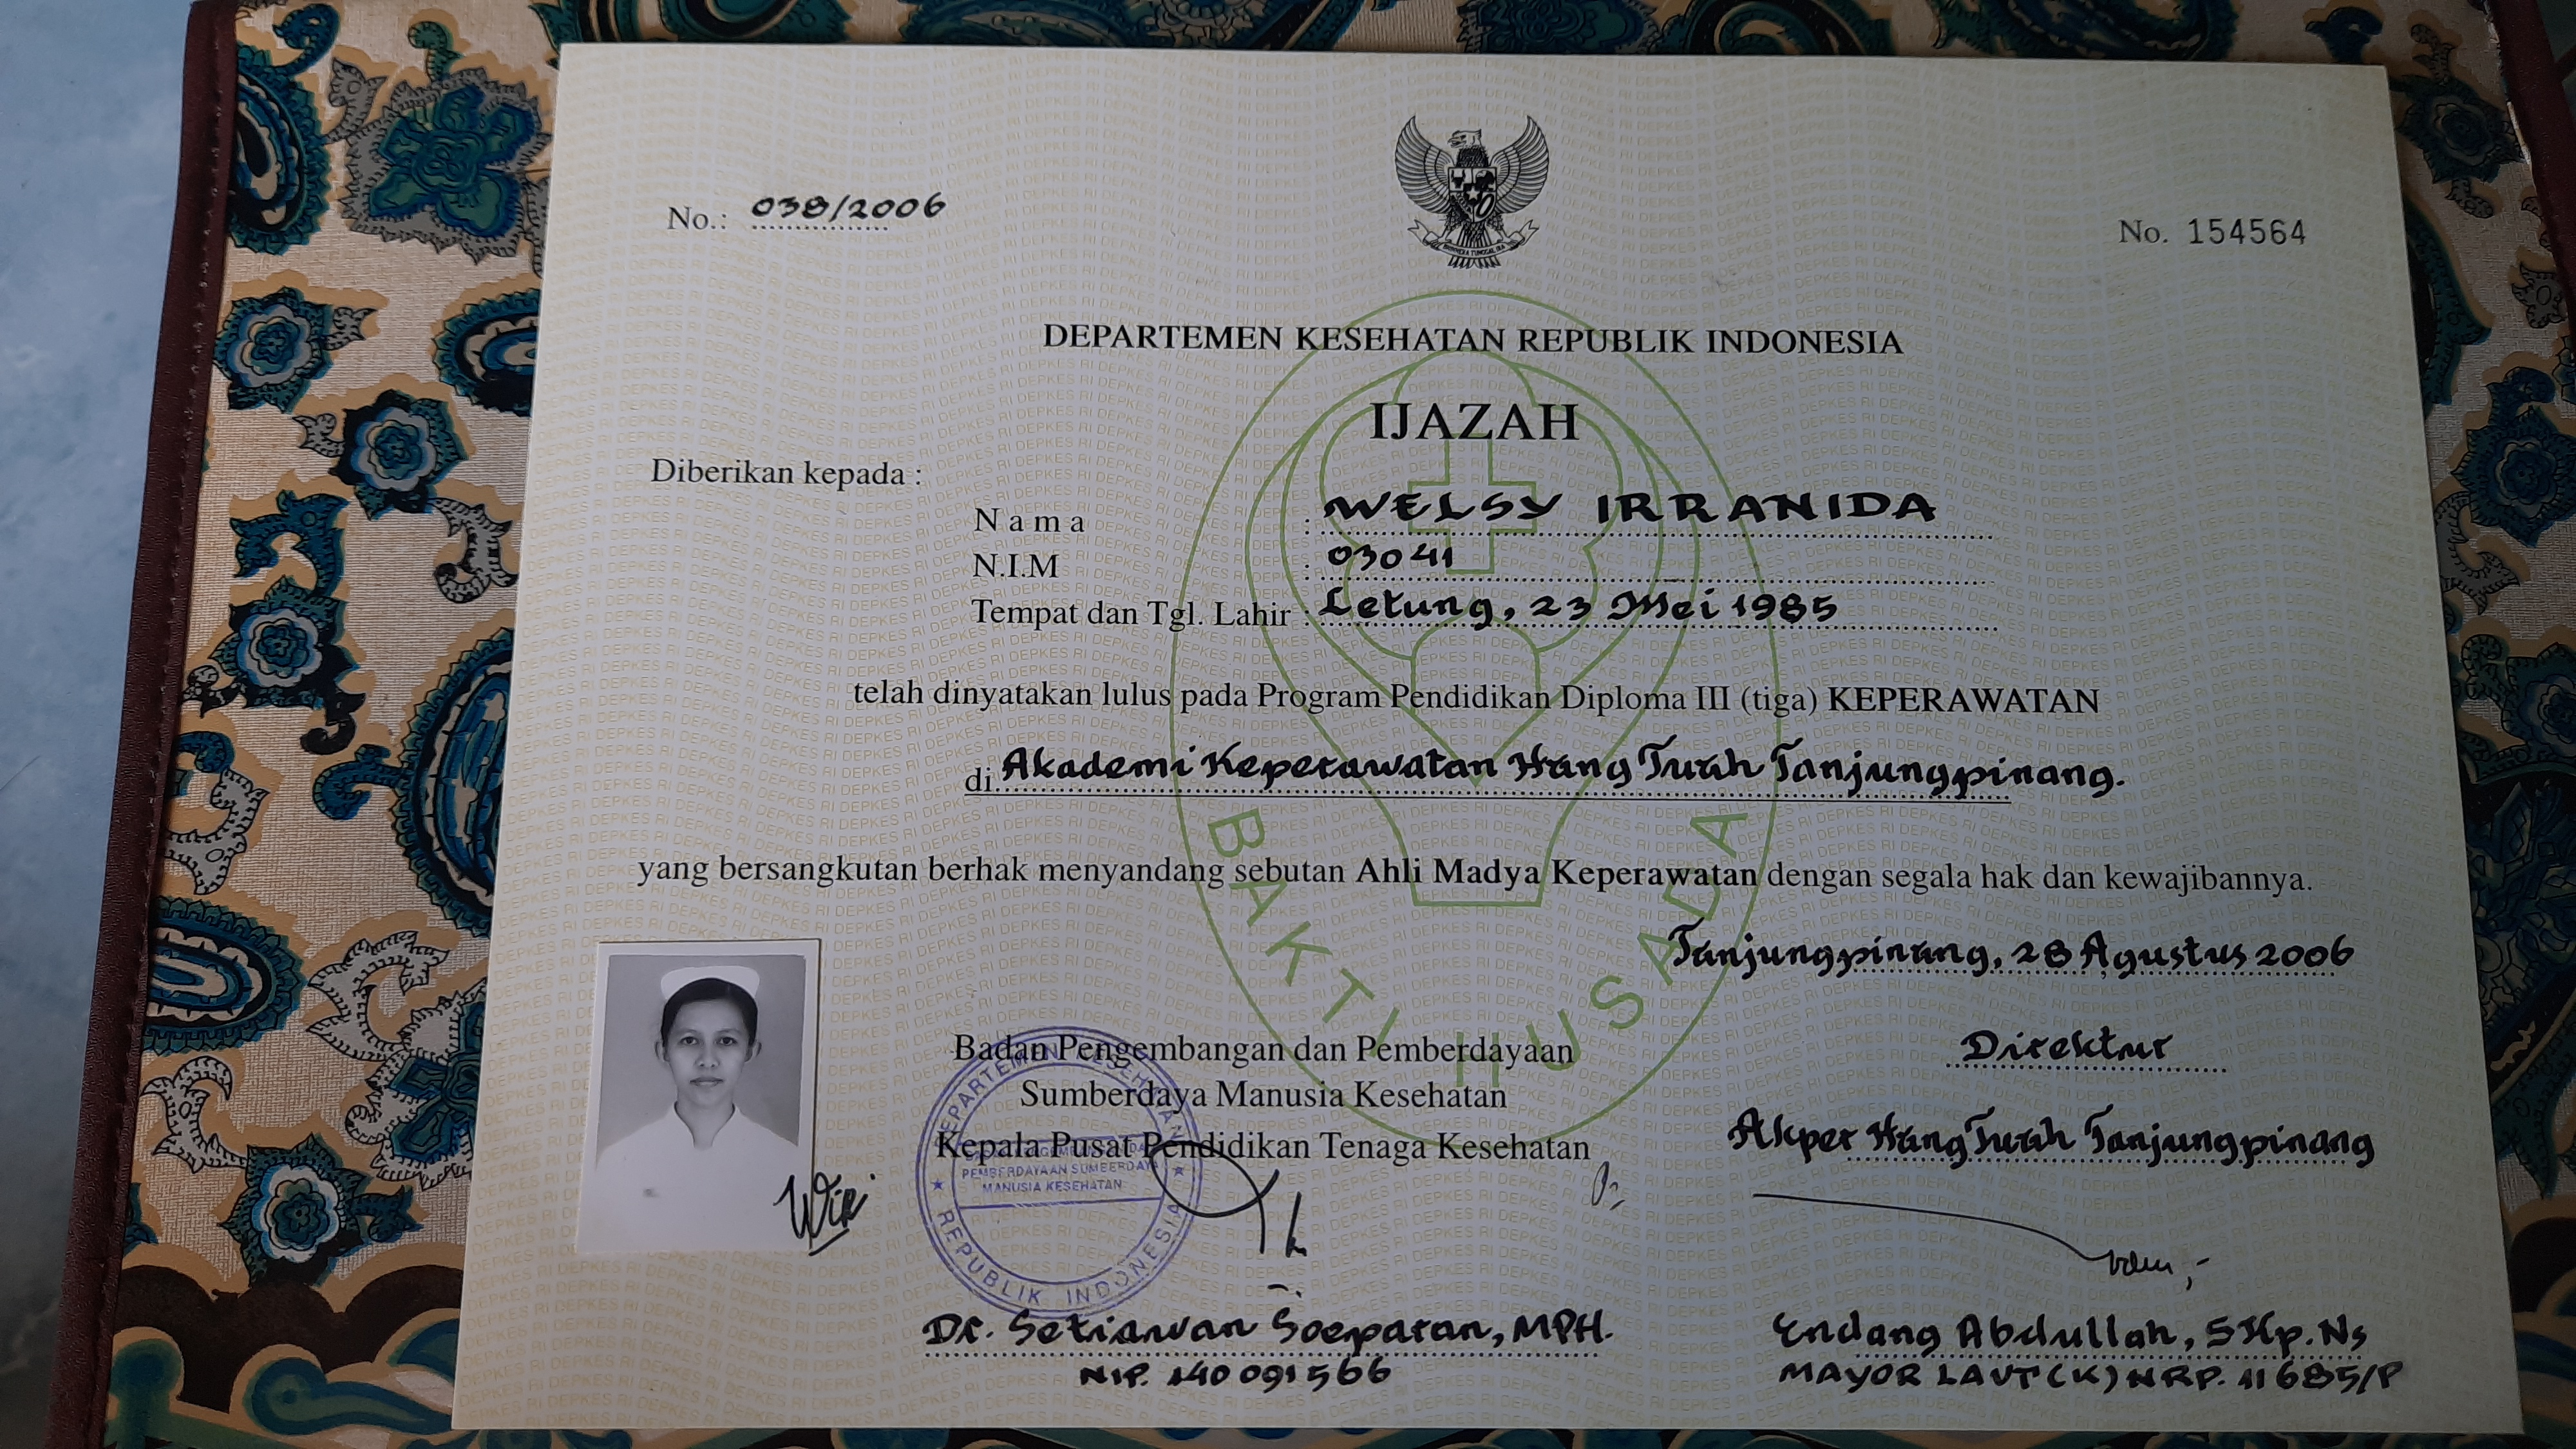 No.: 038/2006
No. 154564
DEPARTEMEN KESEHATAN REPUBLIK INDONESIA
IJAZAH
Diberikan kepada :
N a m a : WELSY IRRANIDA
N.I.M : 03041
Tempat dan Tgl. Lahir : Letung, 23 Mei 1985
telah dinyatakan lulus pada Program Pendidikan Diploma III (tiga) KEPERAWATAN
di Akademi Keperawatan Hang Tuah Tanjungpinang.
yang bersangkutan berhak menyandang sebutan Ahli Madya Keperawatan dengan segala hak dan kewajibannya.
Tanjungpinang, 28 Agustus 2006
Badan Pengembangan dan Pemberdayaan
Sumberdaya Manusia Kesehatan
Kepala Pusat Pendidikan Tenaga Kesehatan
Direktur
Akper Hang Tuah Tanjungpinang
DEPARTEMEN KESEHATAN
PEMBERDAYAAN SUMBERDAYA
MANUSIA KESEHATAN
REPUBLIK INDONESIA
BAKTI HUSADA
Dr. Setiawan Soeparan, MPH.
NIP. 140 091 566
Endang Abdullah, SKp.Ns
MAYOR LAUT (K) NRP. 11685/P